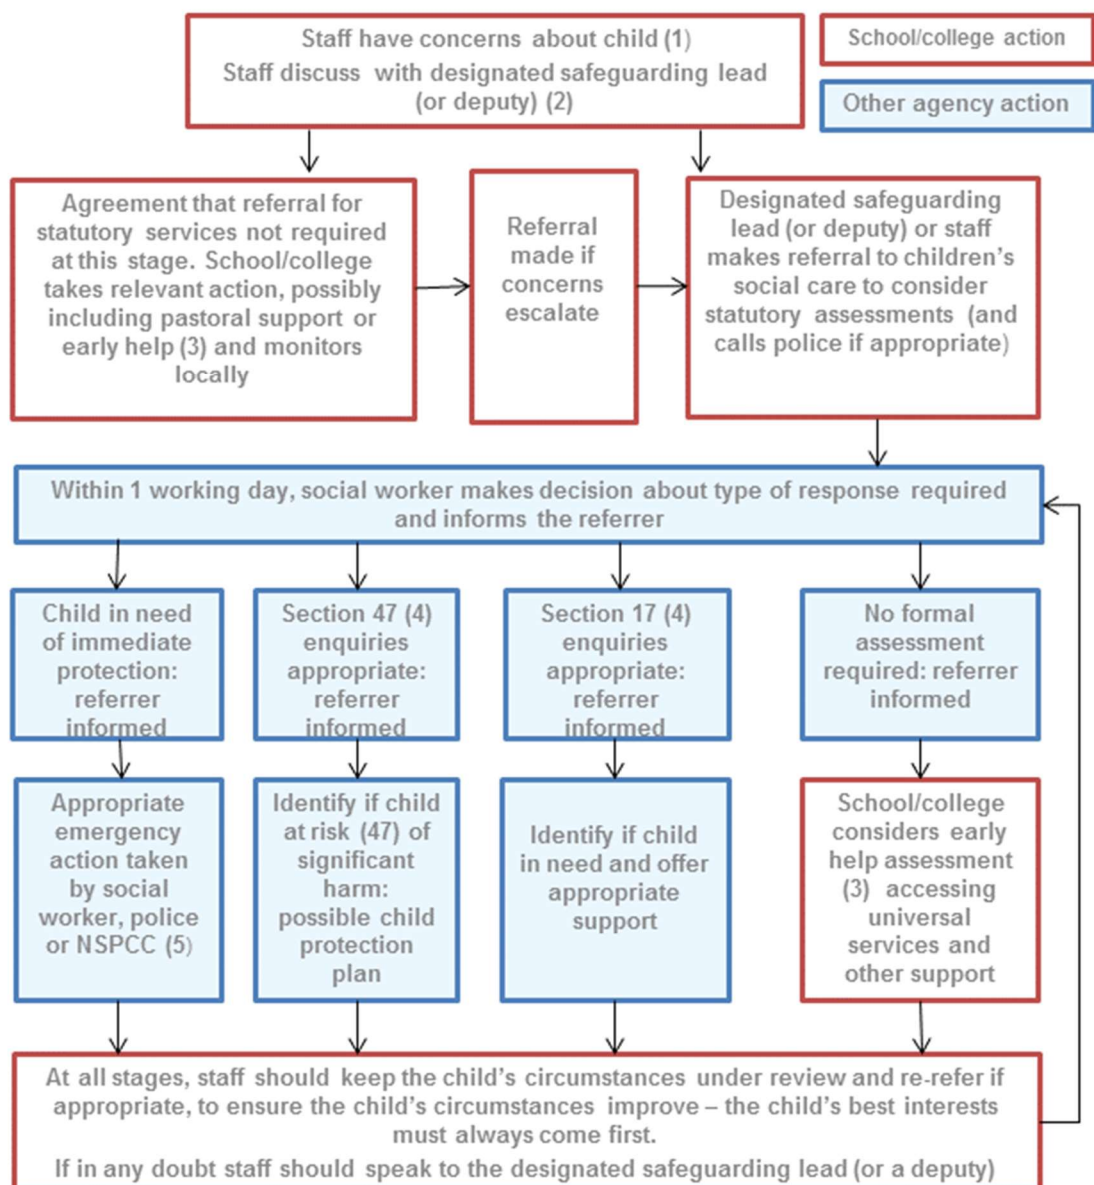 Staff have concerns about child (1)
Staff discuss with designated safeguarding lead
(or deputy) (2)
School/college action
Other agency action
Agreement that referral for
statutory services not required
at this stage. School/college
takes relevant action, possibly
including pastoral support or
early help (3) and monitors
locally
Referral
made if
concerns
escalate
Designated safeguarding
lead (or deputy) or staff
makes referral to children's
social care to consider
statutory assessments (and
calls police if appropriate)
Within 1 working day, social worker makes decision about type of response required
and informs the referrer
Child in need
of immediate
protection:
referrer
informed
Section 47 (4)
enquiries
appropriate:
referrer
informed
Section 17 (4)
enquiries
appropriate:
referrer
informed
No formal
assessment
required: referrer
informed
Appropriate
emergency
action taken
by social
worker, police
or NSPCC (5)
Identify if child
at risk (47) of
significant
harm:
possible child
protection
plan
Identify if child
in need and offer
appropriate
support
School/college
considers early
help assessment
(3) accessing
universal
services and
other support
At all stages, staff should keep the child's circumstances under review and re-refer if
appropriate, to ensure the child's circumstances improve – the child's best interests
must always come first.
If in any doubt staff should speak to the designated safeguarding lead (or a deputy)